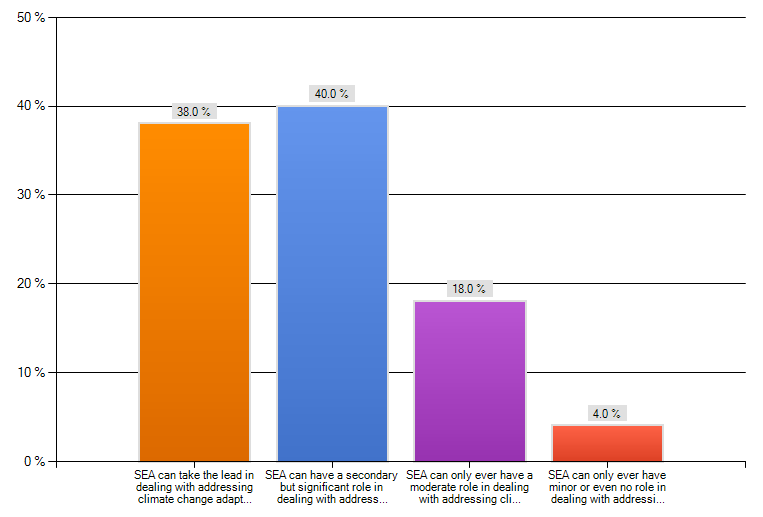 50 %
40 %
30 %
20 %
10 %
0 %
38.0 %
40.0 %
18.0 %
4.0 %
SEA can take the lead in
dealing with addressing
climate change adapt...
SEA can have a secondary
but significant role in
dealing with address...
SEA can only ever have a
moderate role in dealing
with addressing cli...
SEA can only ever have
minor or even no role in
dealing with addressi...